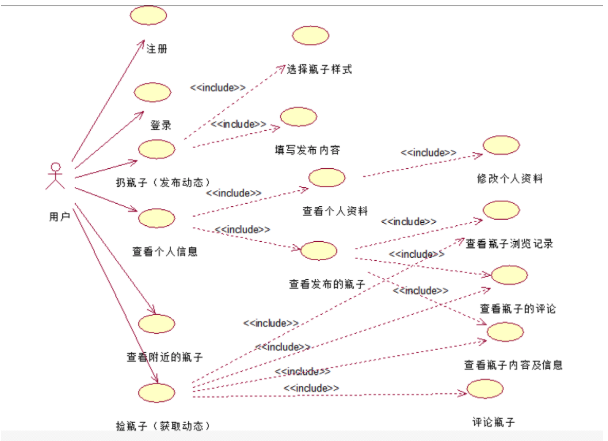 注册
选择瓶子样式
<<include>>
登录
<<include>>
填写发布内容
扔瓶子（发布动态）
<<include>>
修改个人资料
用户
<<include>>
查看个人资料
<<include>>
<<include>>
查看个人信息
查看瓶子浏览记录
<<include>>
查看发布的瓶子
<<include>>
查看瓶子的评论
<<include>>
<<include>>
查看附近的瓶子
查看瓶子内容及信息
<<include>>
<<include>>
捡瓶子（获取动态）
评论瓶子